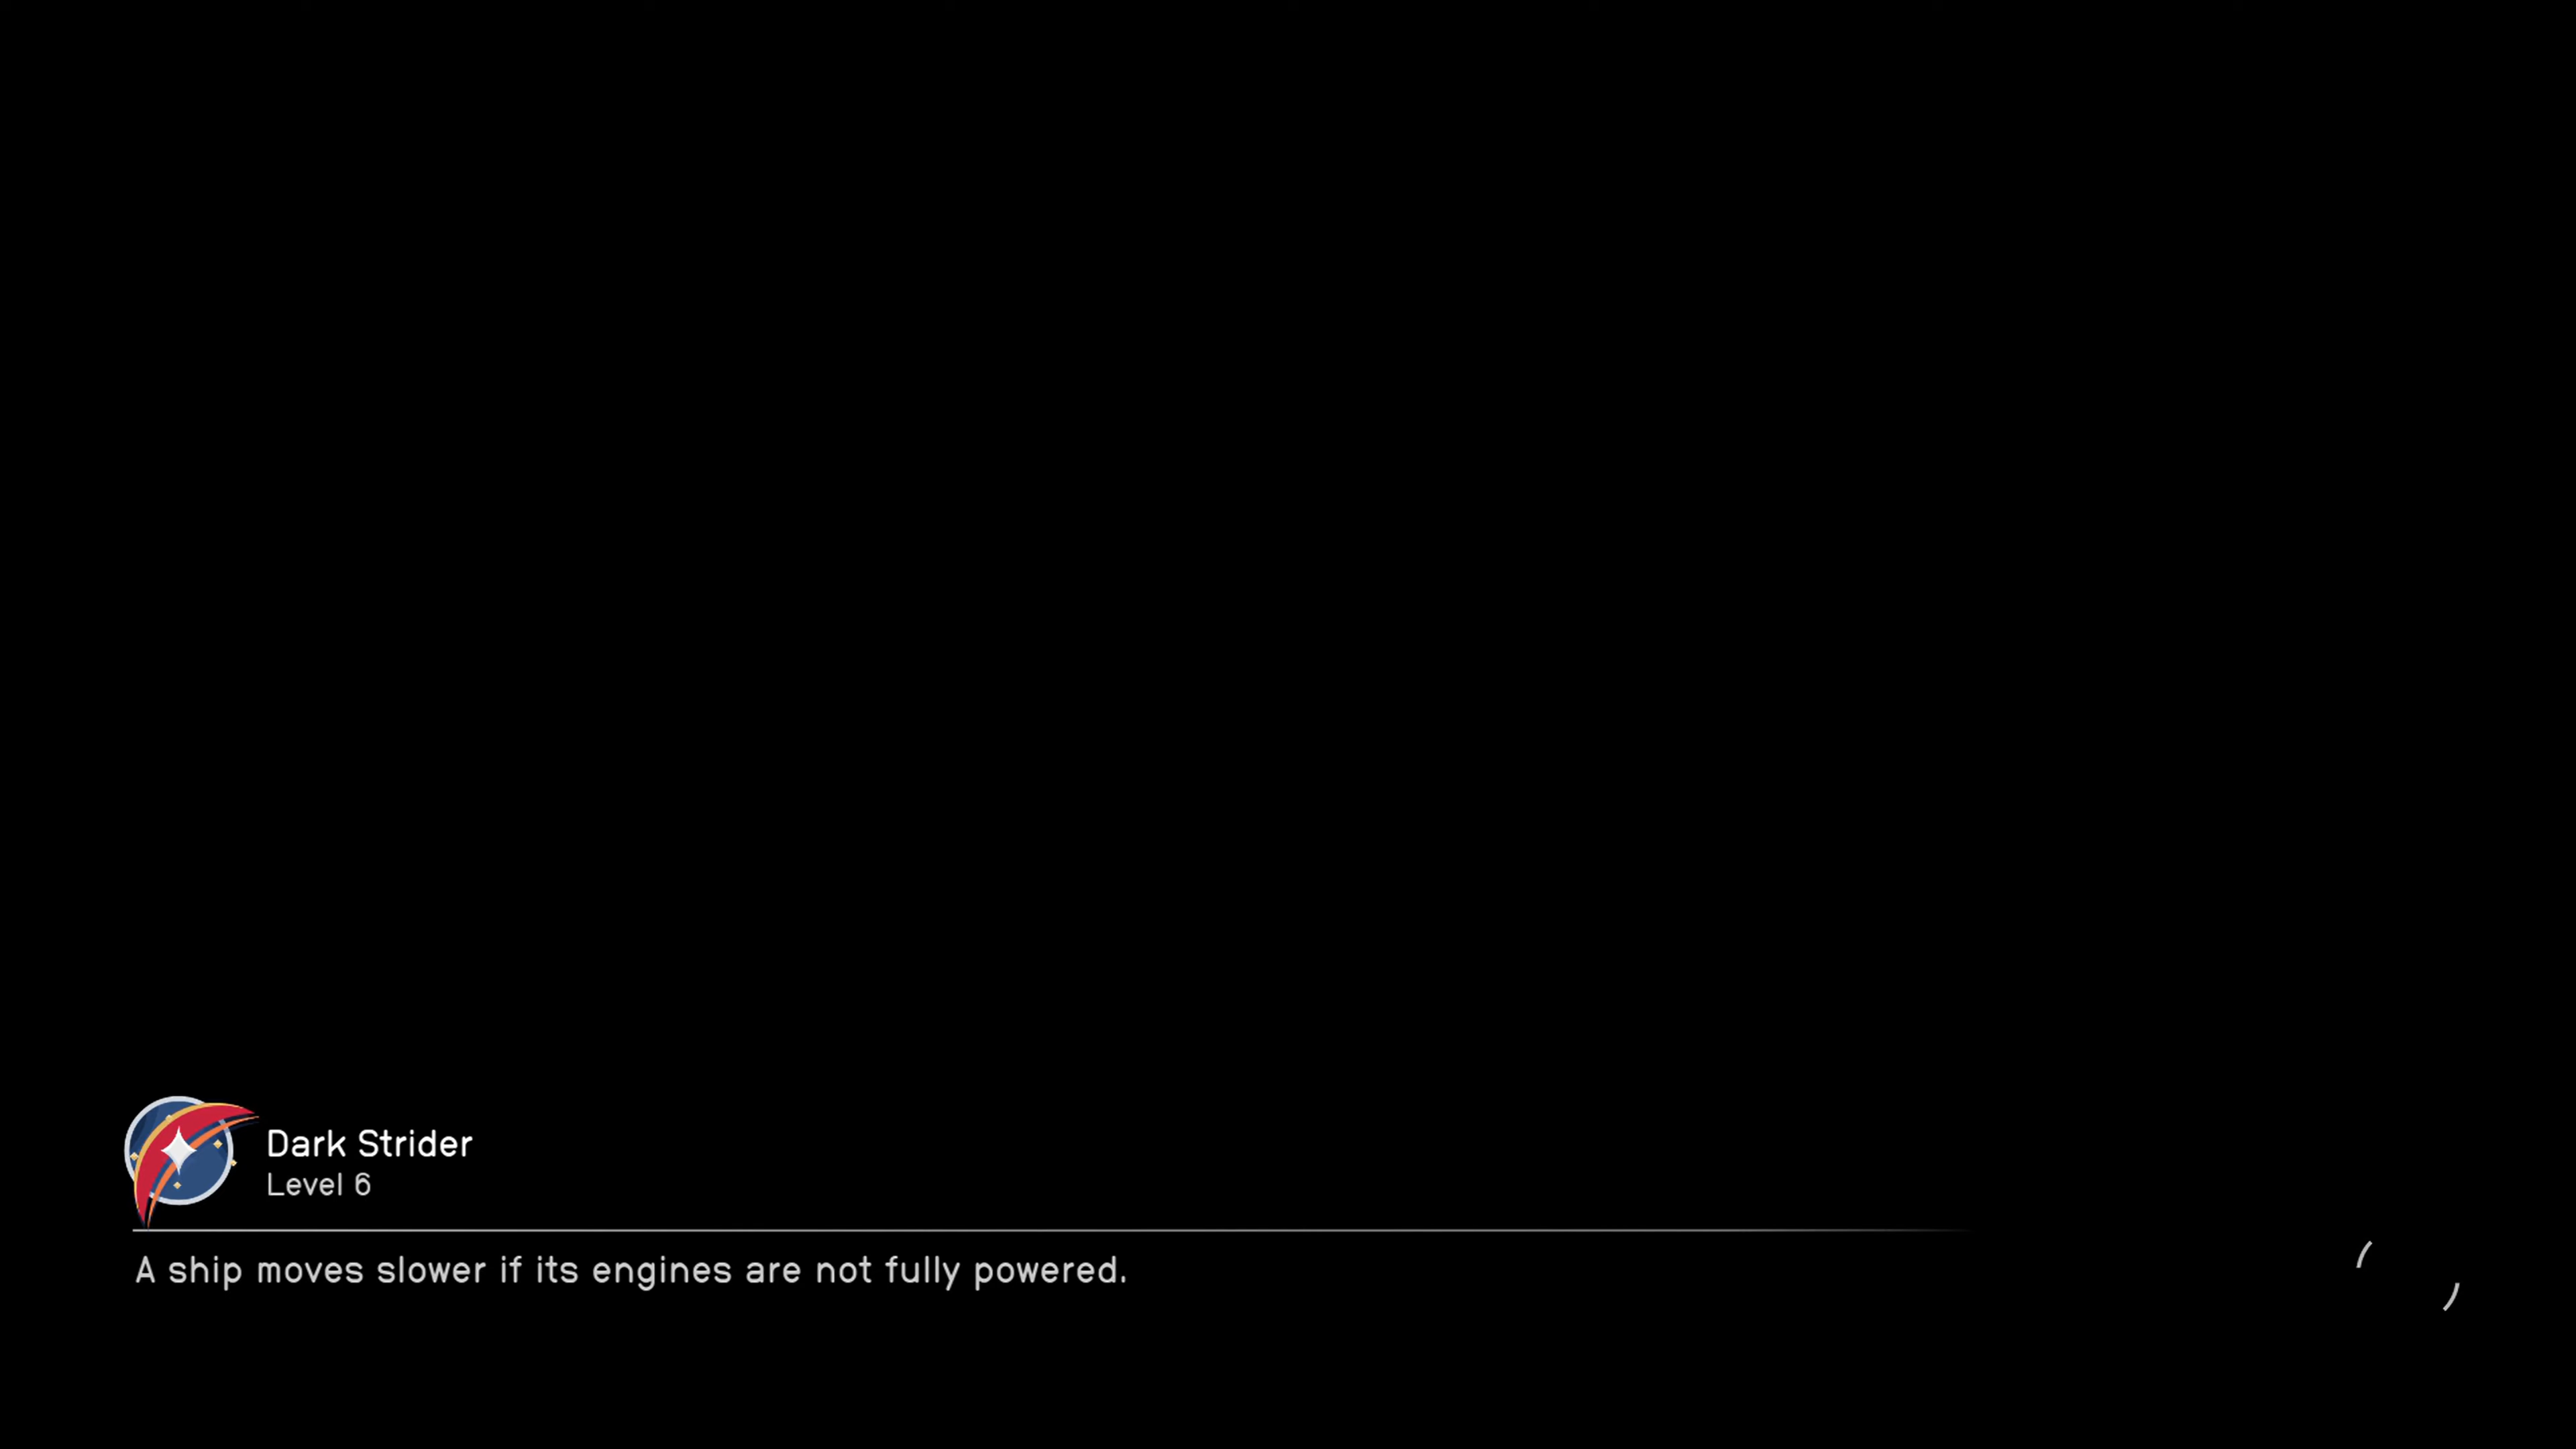 Dark Strider
Level 6
A ship moves slower if its engines are not fully powered.